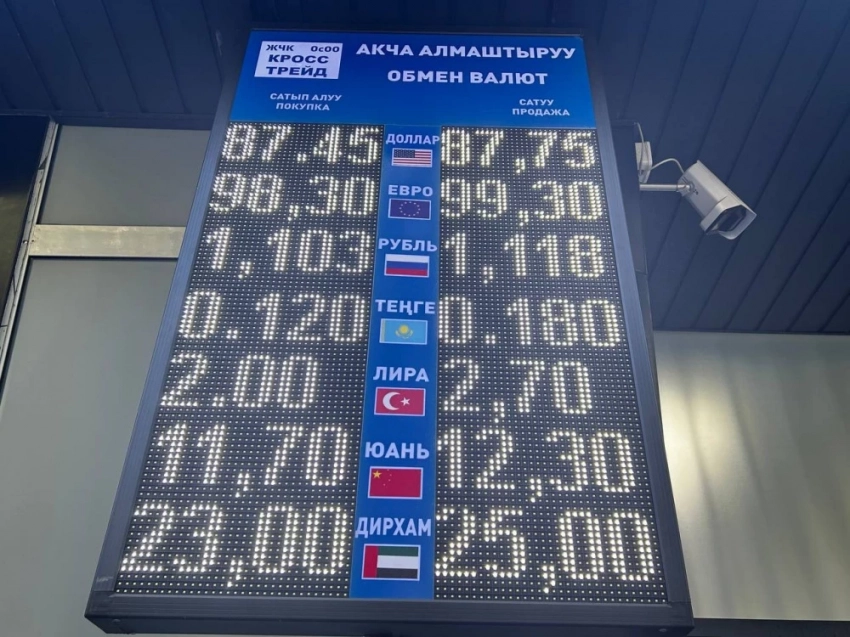 ЖЧК ОсОО
КРОСС
ТРЕЙД
АКЧА АЛМАШТЫРУУ
ОБМЕН ВАЛЮТ
САТЫП АЛУУ
ПОКУПКА
САТУУ
ПРОДАЖА
87.45 ДОЛЛАР 87,75
98,30 ЕВРО 99,30
1,103 РУБЛЬ 1,118
0.120 ТЕҢГЕ 0.180
2.00 ЛИРА 2,70
11,70 ЮАНЬ 12,30
23,00 ДИРХАМ 25,00